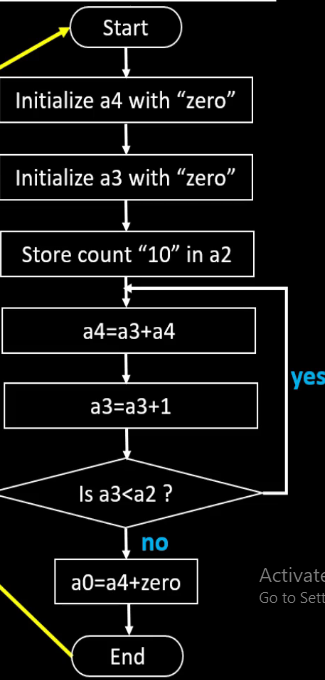 Start
Initialize a4 with “zero”
Initialize a3 with “zero”
Store count “10” in a2
a4=a3+a4
yes
a3=a3+1
Is a3<a2 ?
no
a0=a4+zero
Activate
Go to Sett
End